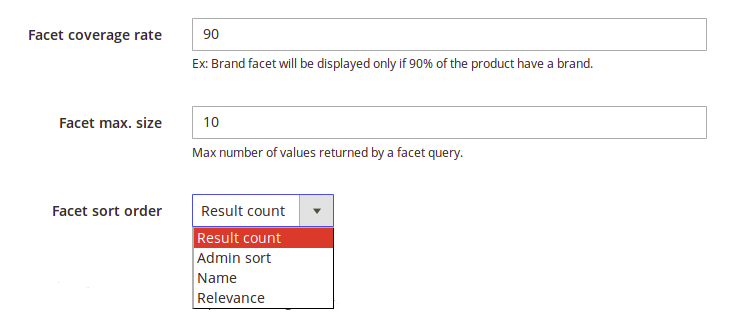 Facet coverage rate 90
Ex: Brand facet will be displayed only if 90% of the product have a brand.
Facet max. size 10
Max number of values returned by a facet query.
Facet sort order Result count
Result count
Admin sort
Name
Relevance